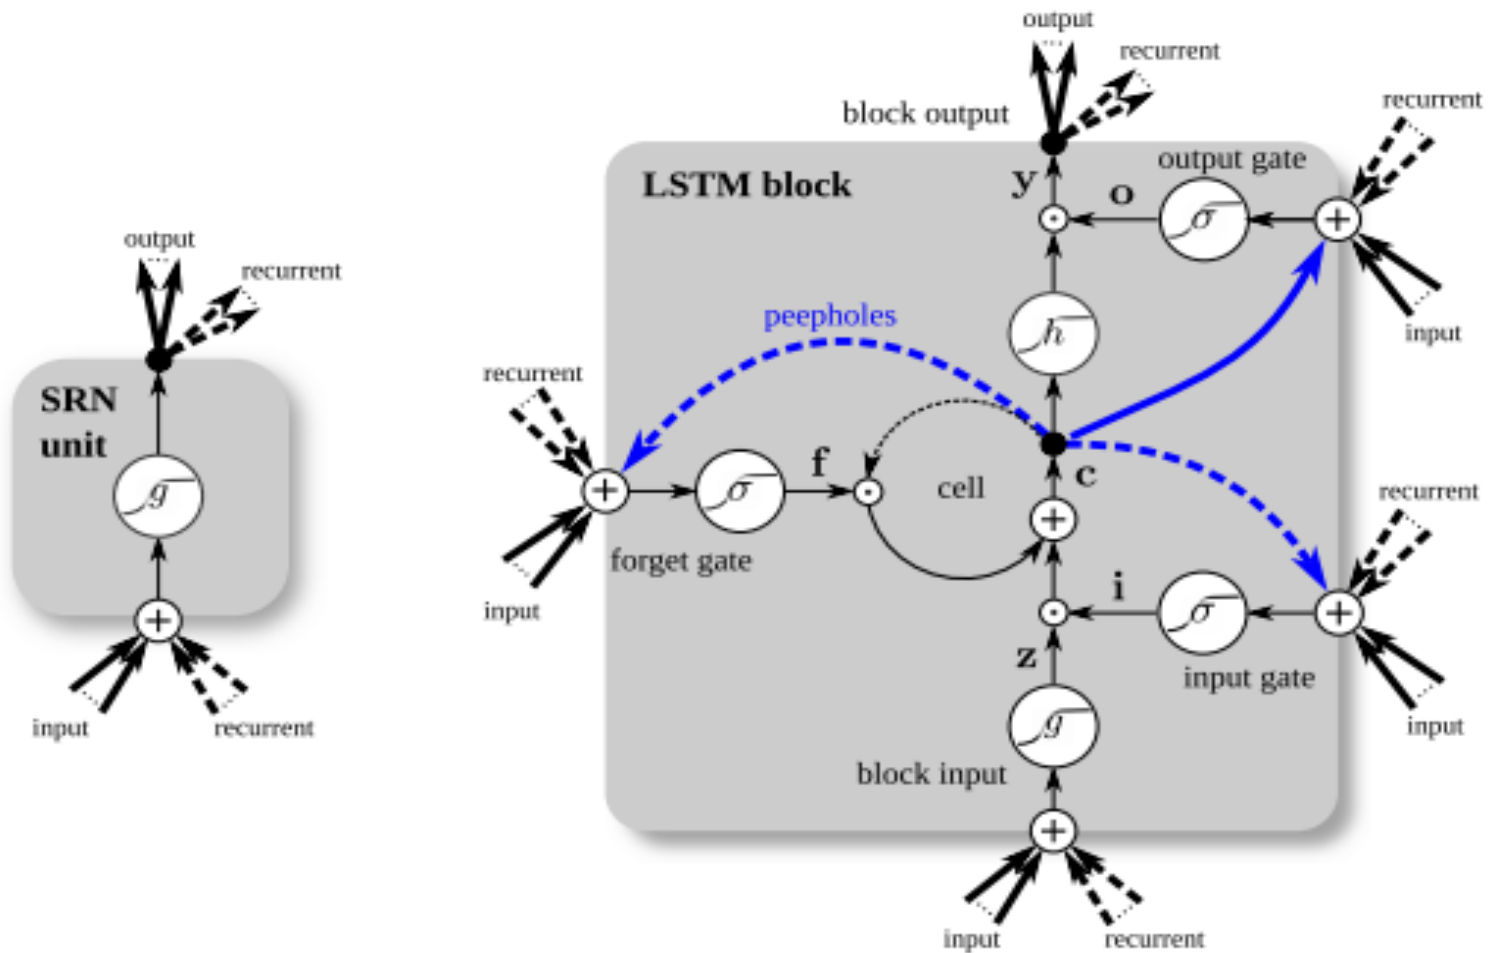 output
recurrent
SRN
unit
g
+
input
recurrent
output
recurrent
block output
recurrent
LSTM block
output gate
y
o
σ
+
input
h
peepholes
recurrent
+
σ
f
cell
c
forget gate
input
+
recurrent
i
σ
+
z
input gate
input
g
block input
+
input
recurrent